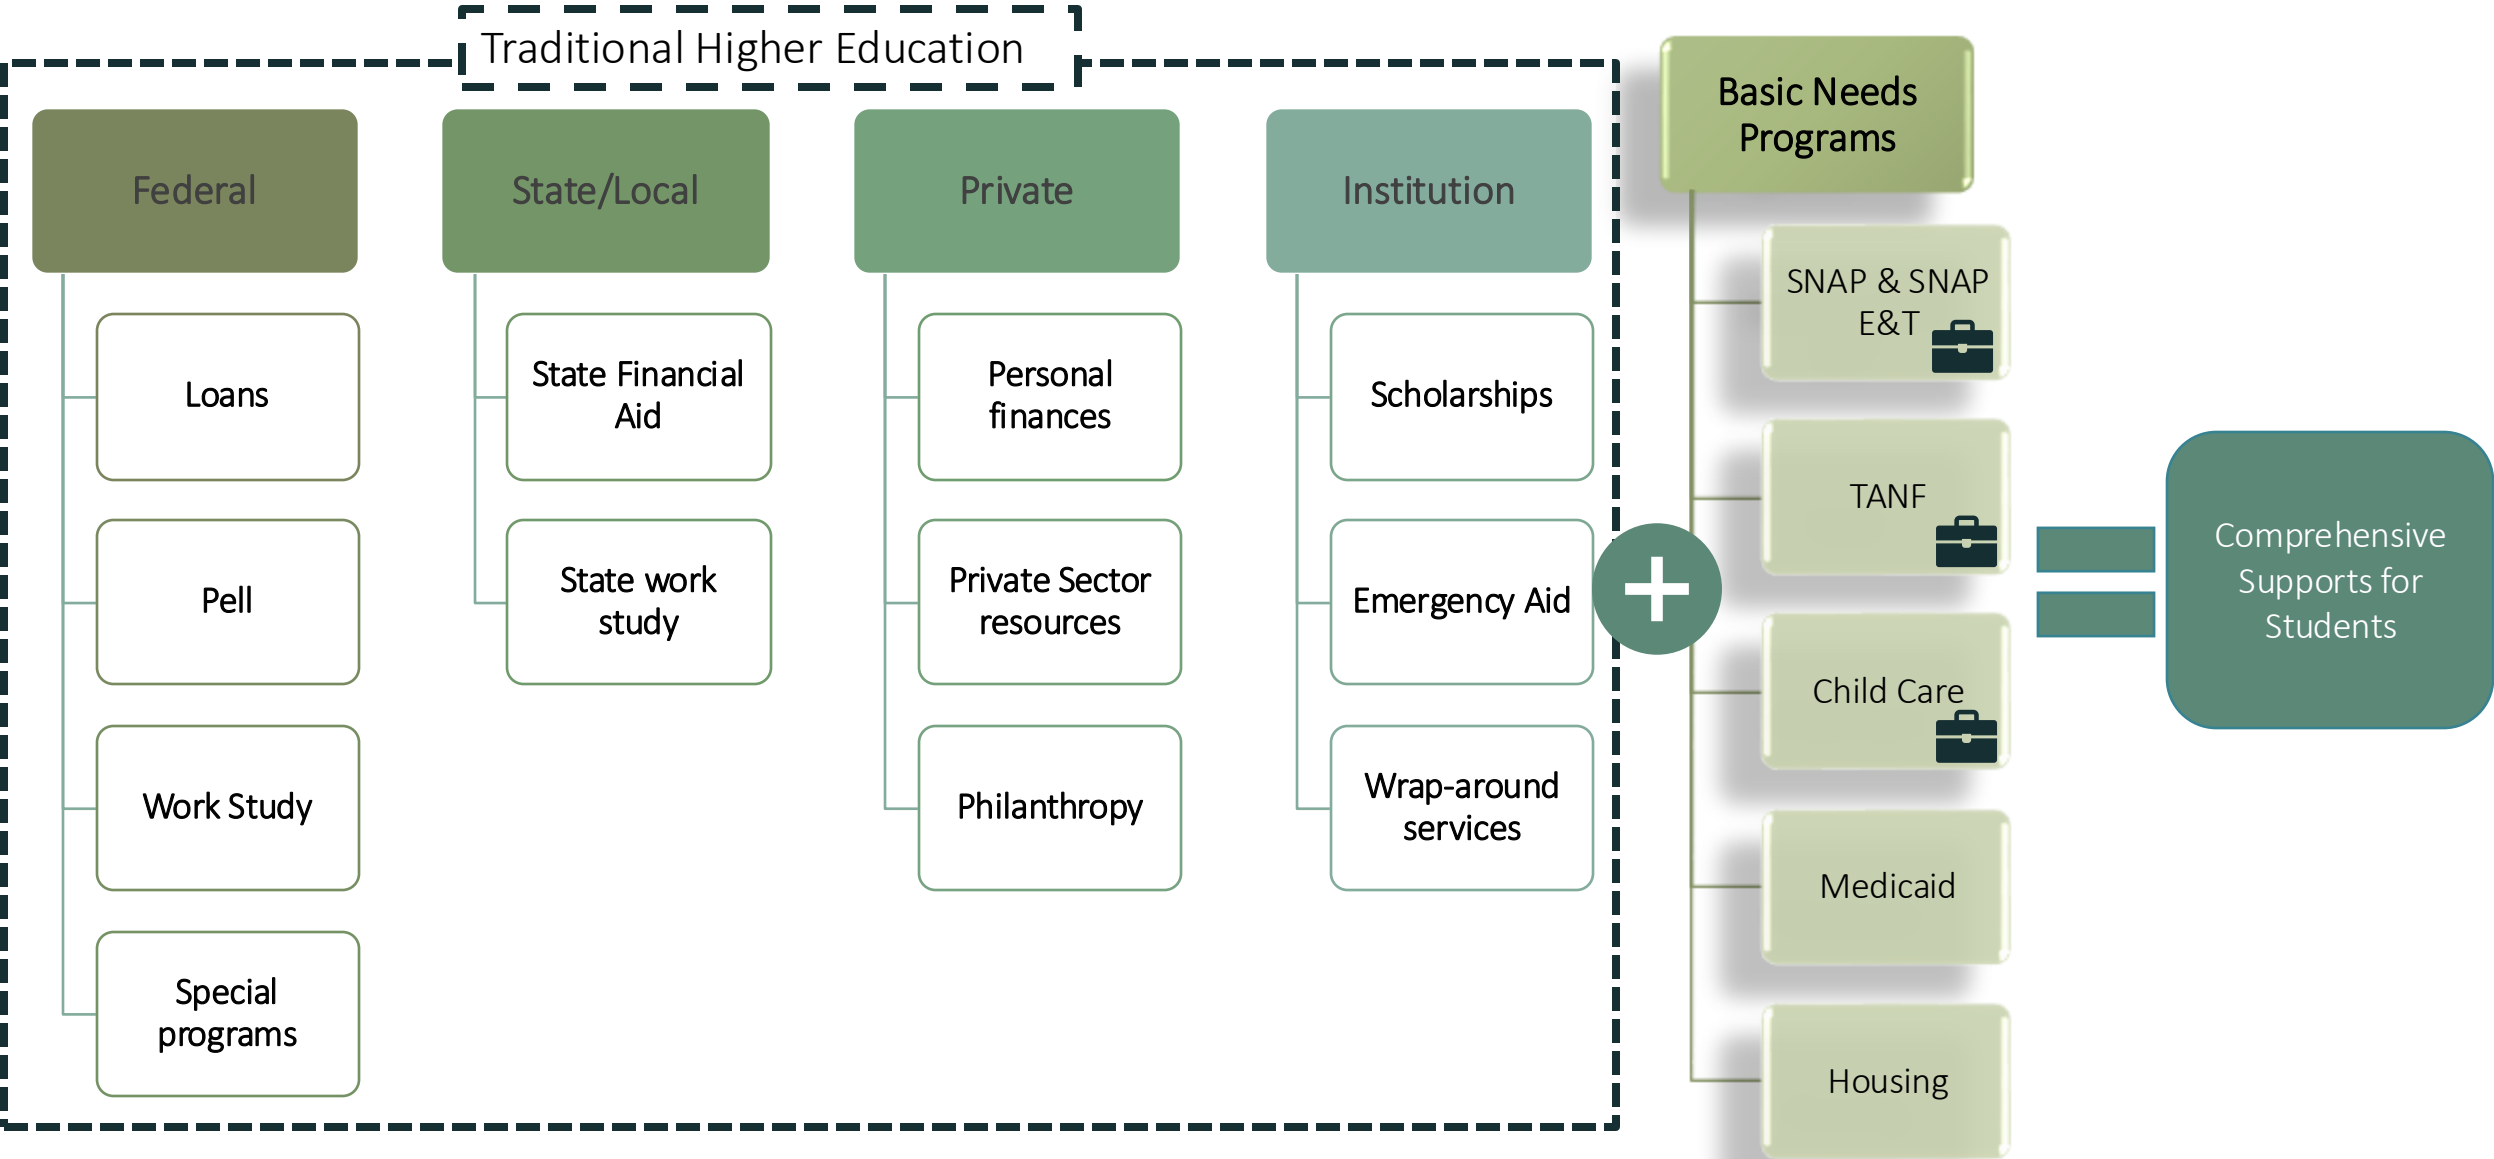 Traditional Higher Education
Federal
Loans
Pell
Work Study
Special
programs
State/Local
State Financial
Aid
State work
study
Private
Personal
finances
Private Sector
resources
Philanthropy
Institution
Scholarships
Emergency Aid
Wrap-around
services
+
Basic Needs
Programs
SNAP & SNAP
E&T
TANF
Child Care
Medicaid
Housing
Comprehensive
Supports for
Students